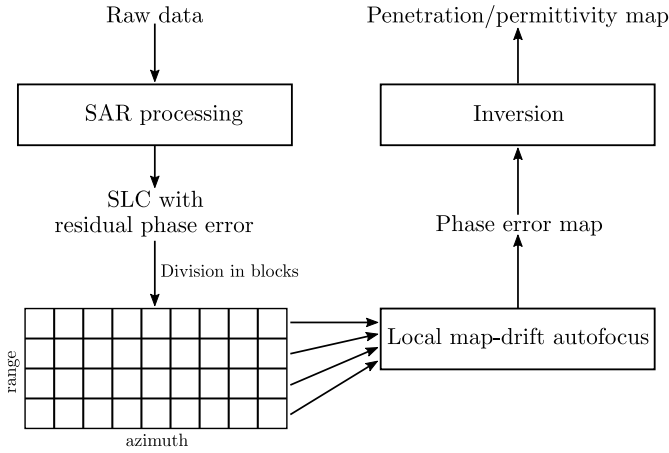 Raw data
SAR processing
SLC with
residual phase error
Division in blocks
range
azimuth
Local map-drift autofocus
Phase error map
Inversion
Penetration/permittivity map